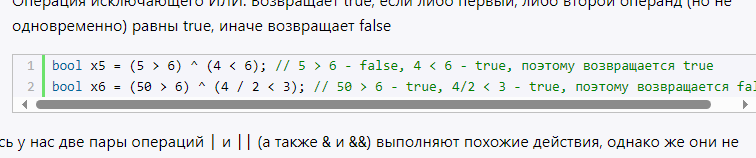 Операция исключающего ИЛИ. Возвращает true, если либо первый, либо второй операнд (но не
одновременно) равны true, иначе возвращает false
1 bool x5 = (5 > 6) ^ (4 < 6); // 5 > 6 - false, 4 < 6 - true, поэтому возвращается true
2 bool x6 = (50 > 6) ^ (4 / 2 < 3); // 50 > 6 - true, 4/2 < 3 - true, поэтому возвращается fal
сь у нас две пары операций | и || (а также & и &&) выполняют похожие действия, однако же они не